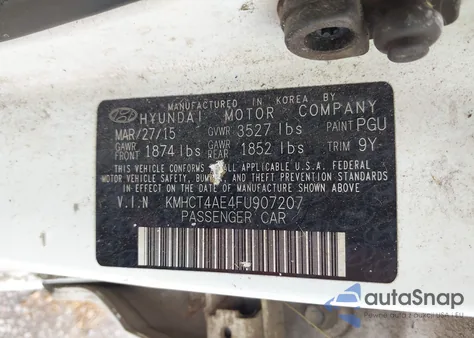 MANUFACTURED IN KOREA BY
HYUNDAI MOTOR COMPANY
MAR/27/15 GVWR 3527 lbs PAINT PGU
GAWR FRONT 1874 lbs GAWR REAR 1852 lbs TRIM 9Y
THIS VEHICLE CONFORMS TO ALL APPLICABLE U.S.A. FEDERAL
MOTOR VEHICLE SAFETY, BUMPER, AND THEFT PREVENTION STANDARDS
IN EFFECT ON THE DATE OF MANUFACTURE SHOWN ABOVE.
V.I.N KMHCT4AE4FU907207
PASSENGER CAR
autoSnap